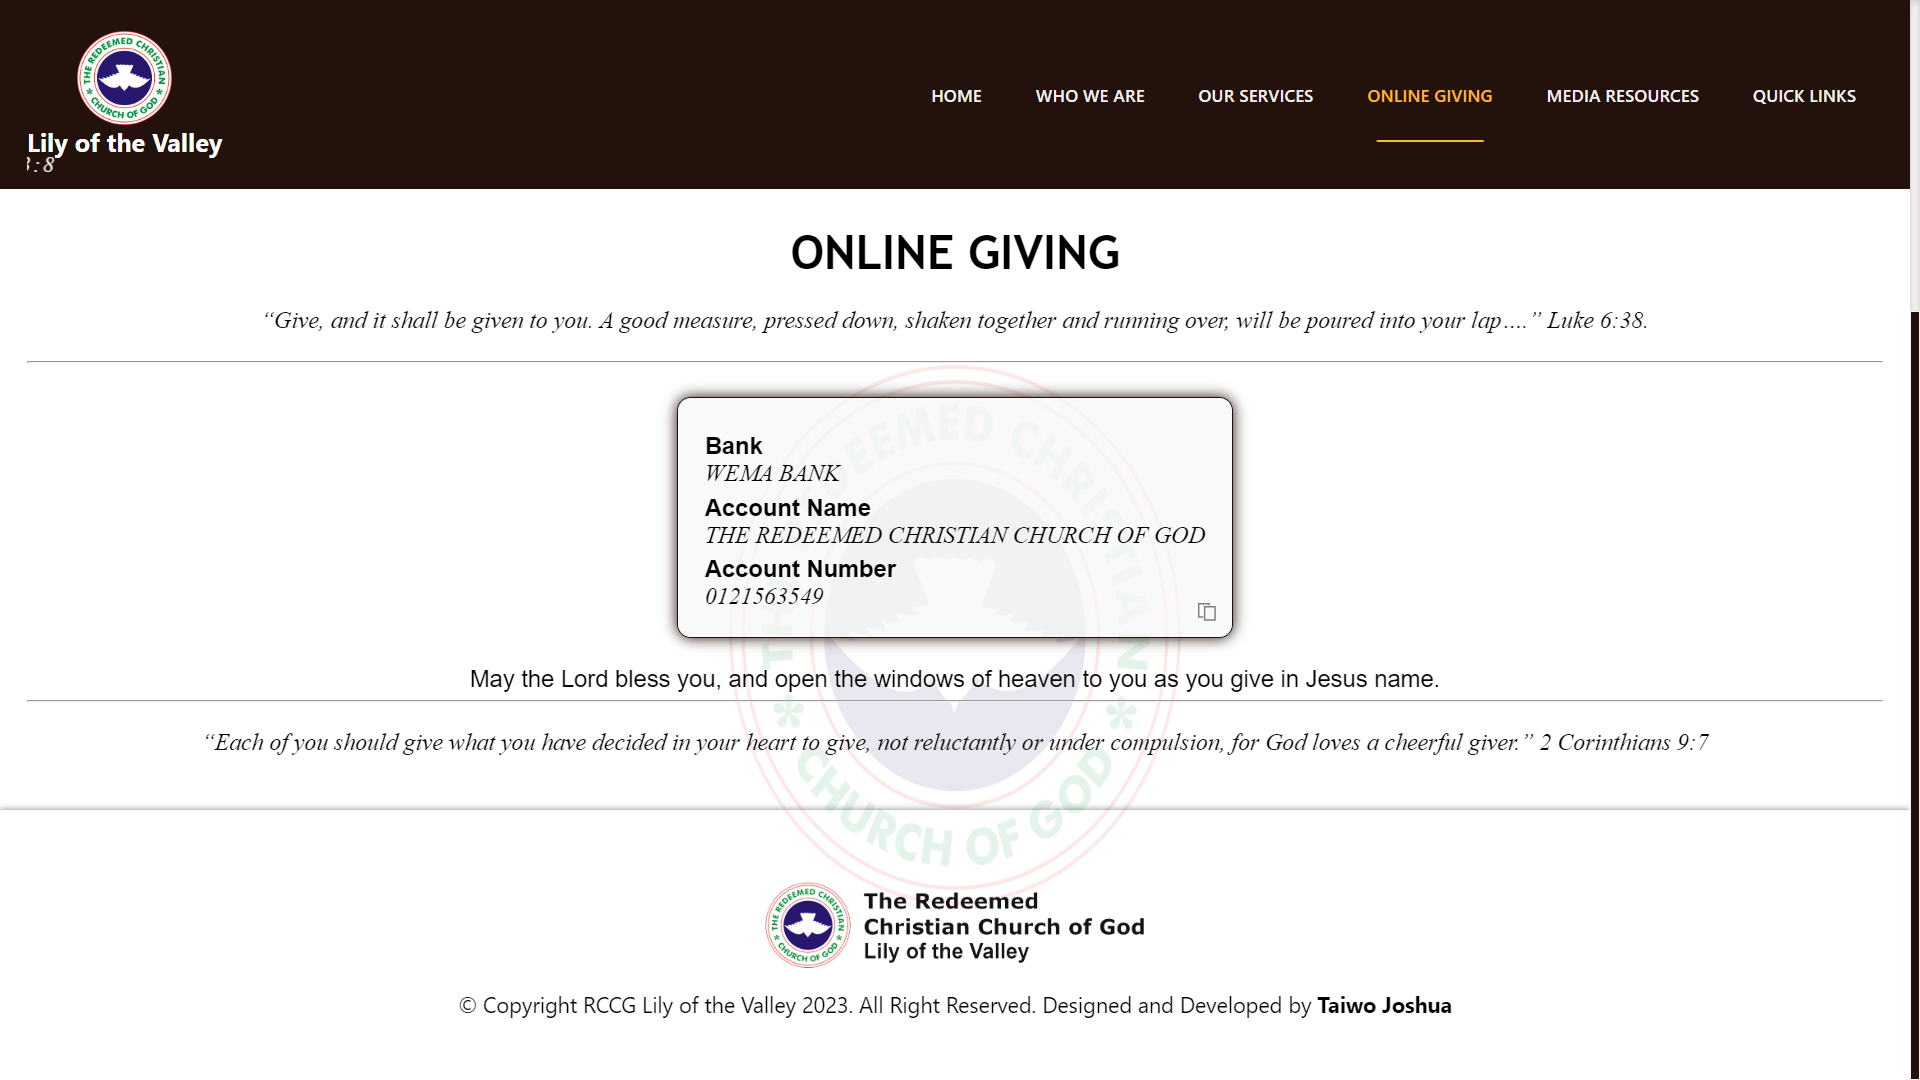 THE REDEEMED CHRISTIAN
CHURCH OF GOD
Lily of the Valley
3:8
HOME
WHO WE ARE
OUR SERVICES
ONLINE GIVING
MEDIA RESOURCES
QUICK LINKS
ONLINE GIVING
“Give, and it shall be given to you. A good measure, pressed down, shaken together and running over, will be poured into your lap….” Luke 6:38.
Bank
WEMA BANK
Account Name
THE REDEEMED CHRISTIAN CHURCH OF GOD
Account Number
0121563549
May the Lord bless you, and open the windows of heaven to you as you give in Jesus name.
“Each of you should give what you have decided in your heart to give, not reluctantly or under compulsion, for God loves a cheerful giver.” 2 Corinthians 9:7
THE REDEEMED CHRISTIAN
CHURCH OF GOD
THE REDEEMED CHRISTIAN
CHURCH OF GOD
The Redeemed
Christian Church of God
Lily of the Valley
© Copyright RCCG Lily of the Valley 2023. All Right Reserved. Designed and Developed by Taiwo Joshua